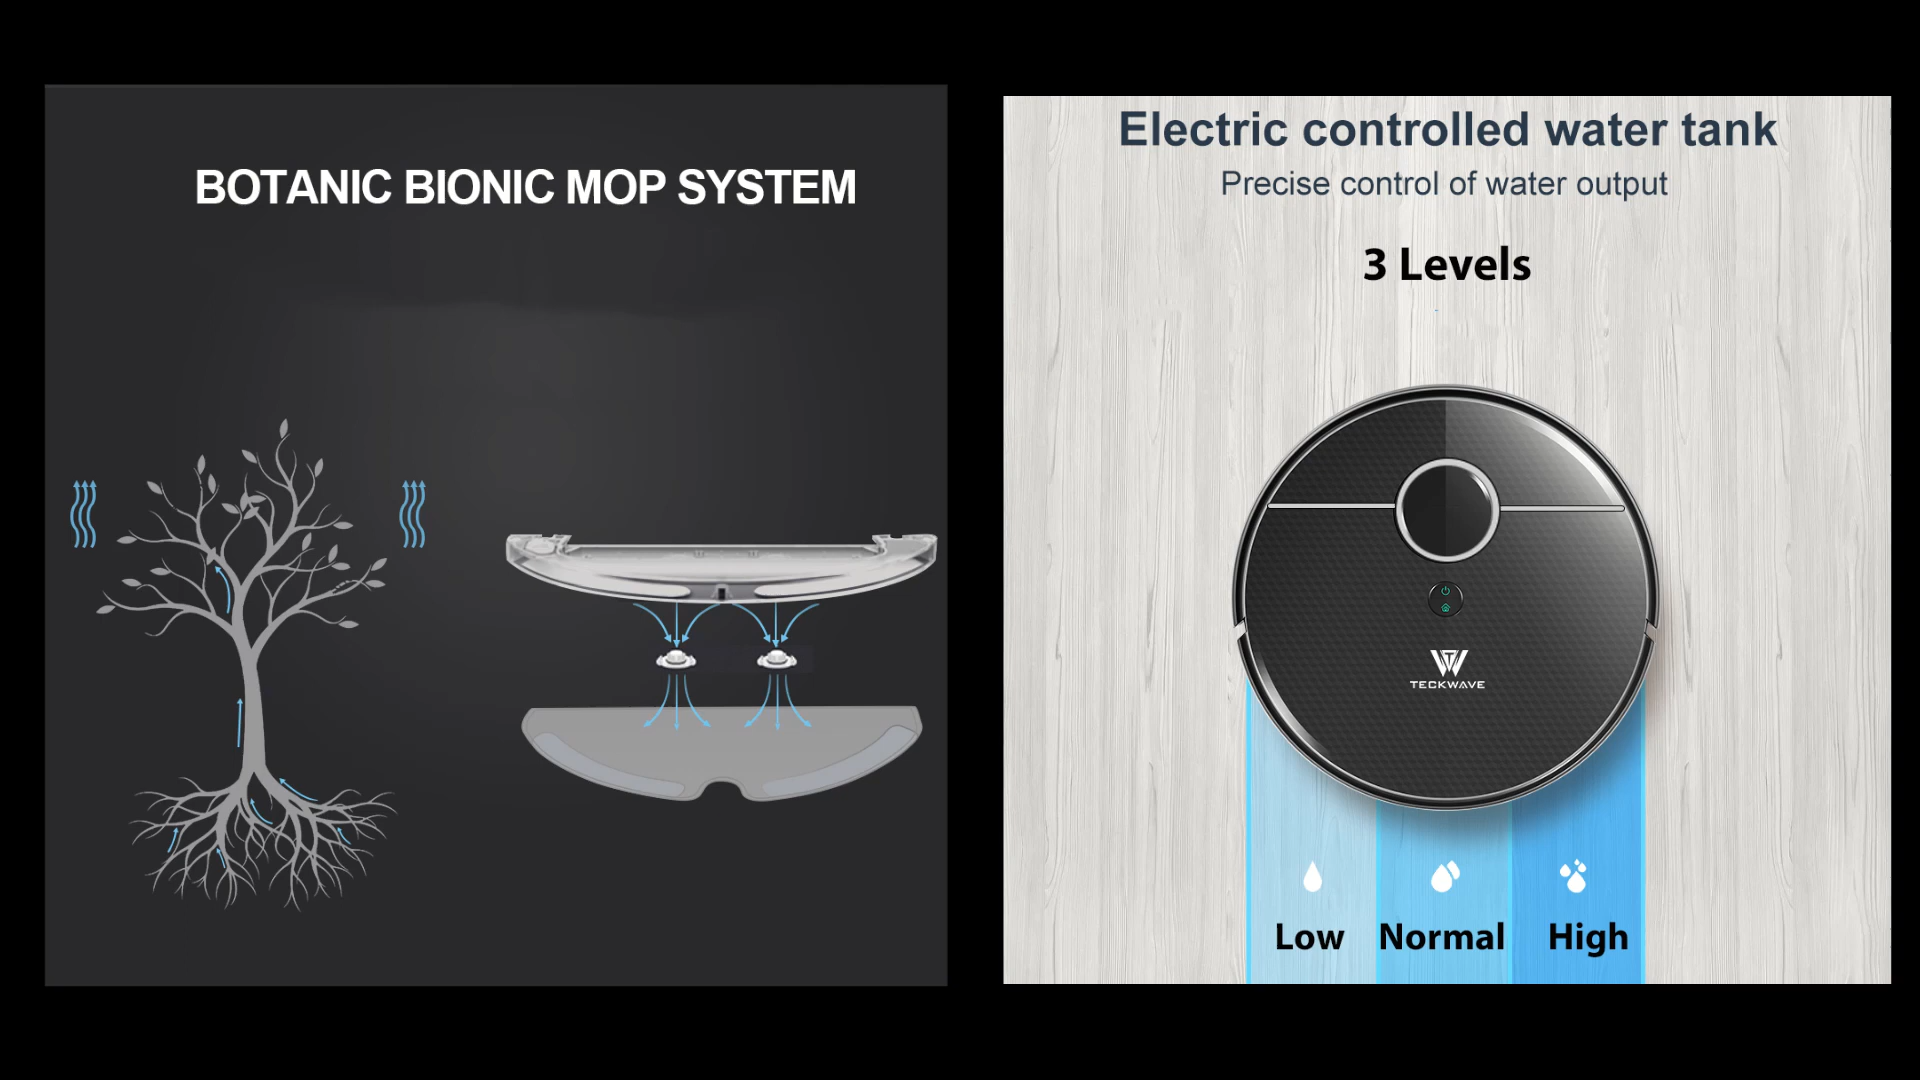 BOTANIC BIONIC MOP SYSTEM
Electric controlled water tank
Precise control of water output
3 Levels
TECKWAVE
Low
Normal
High